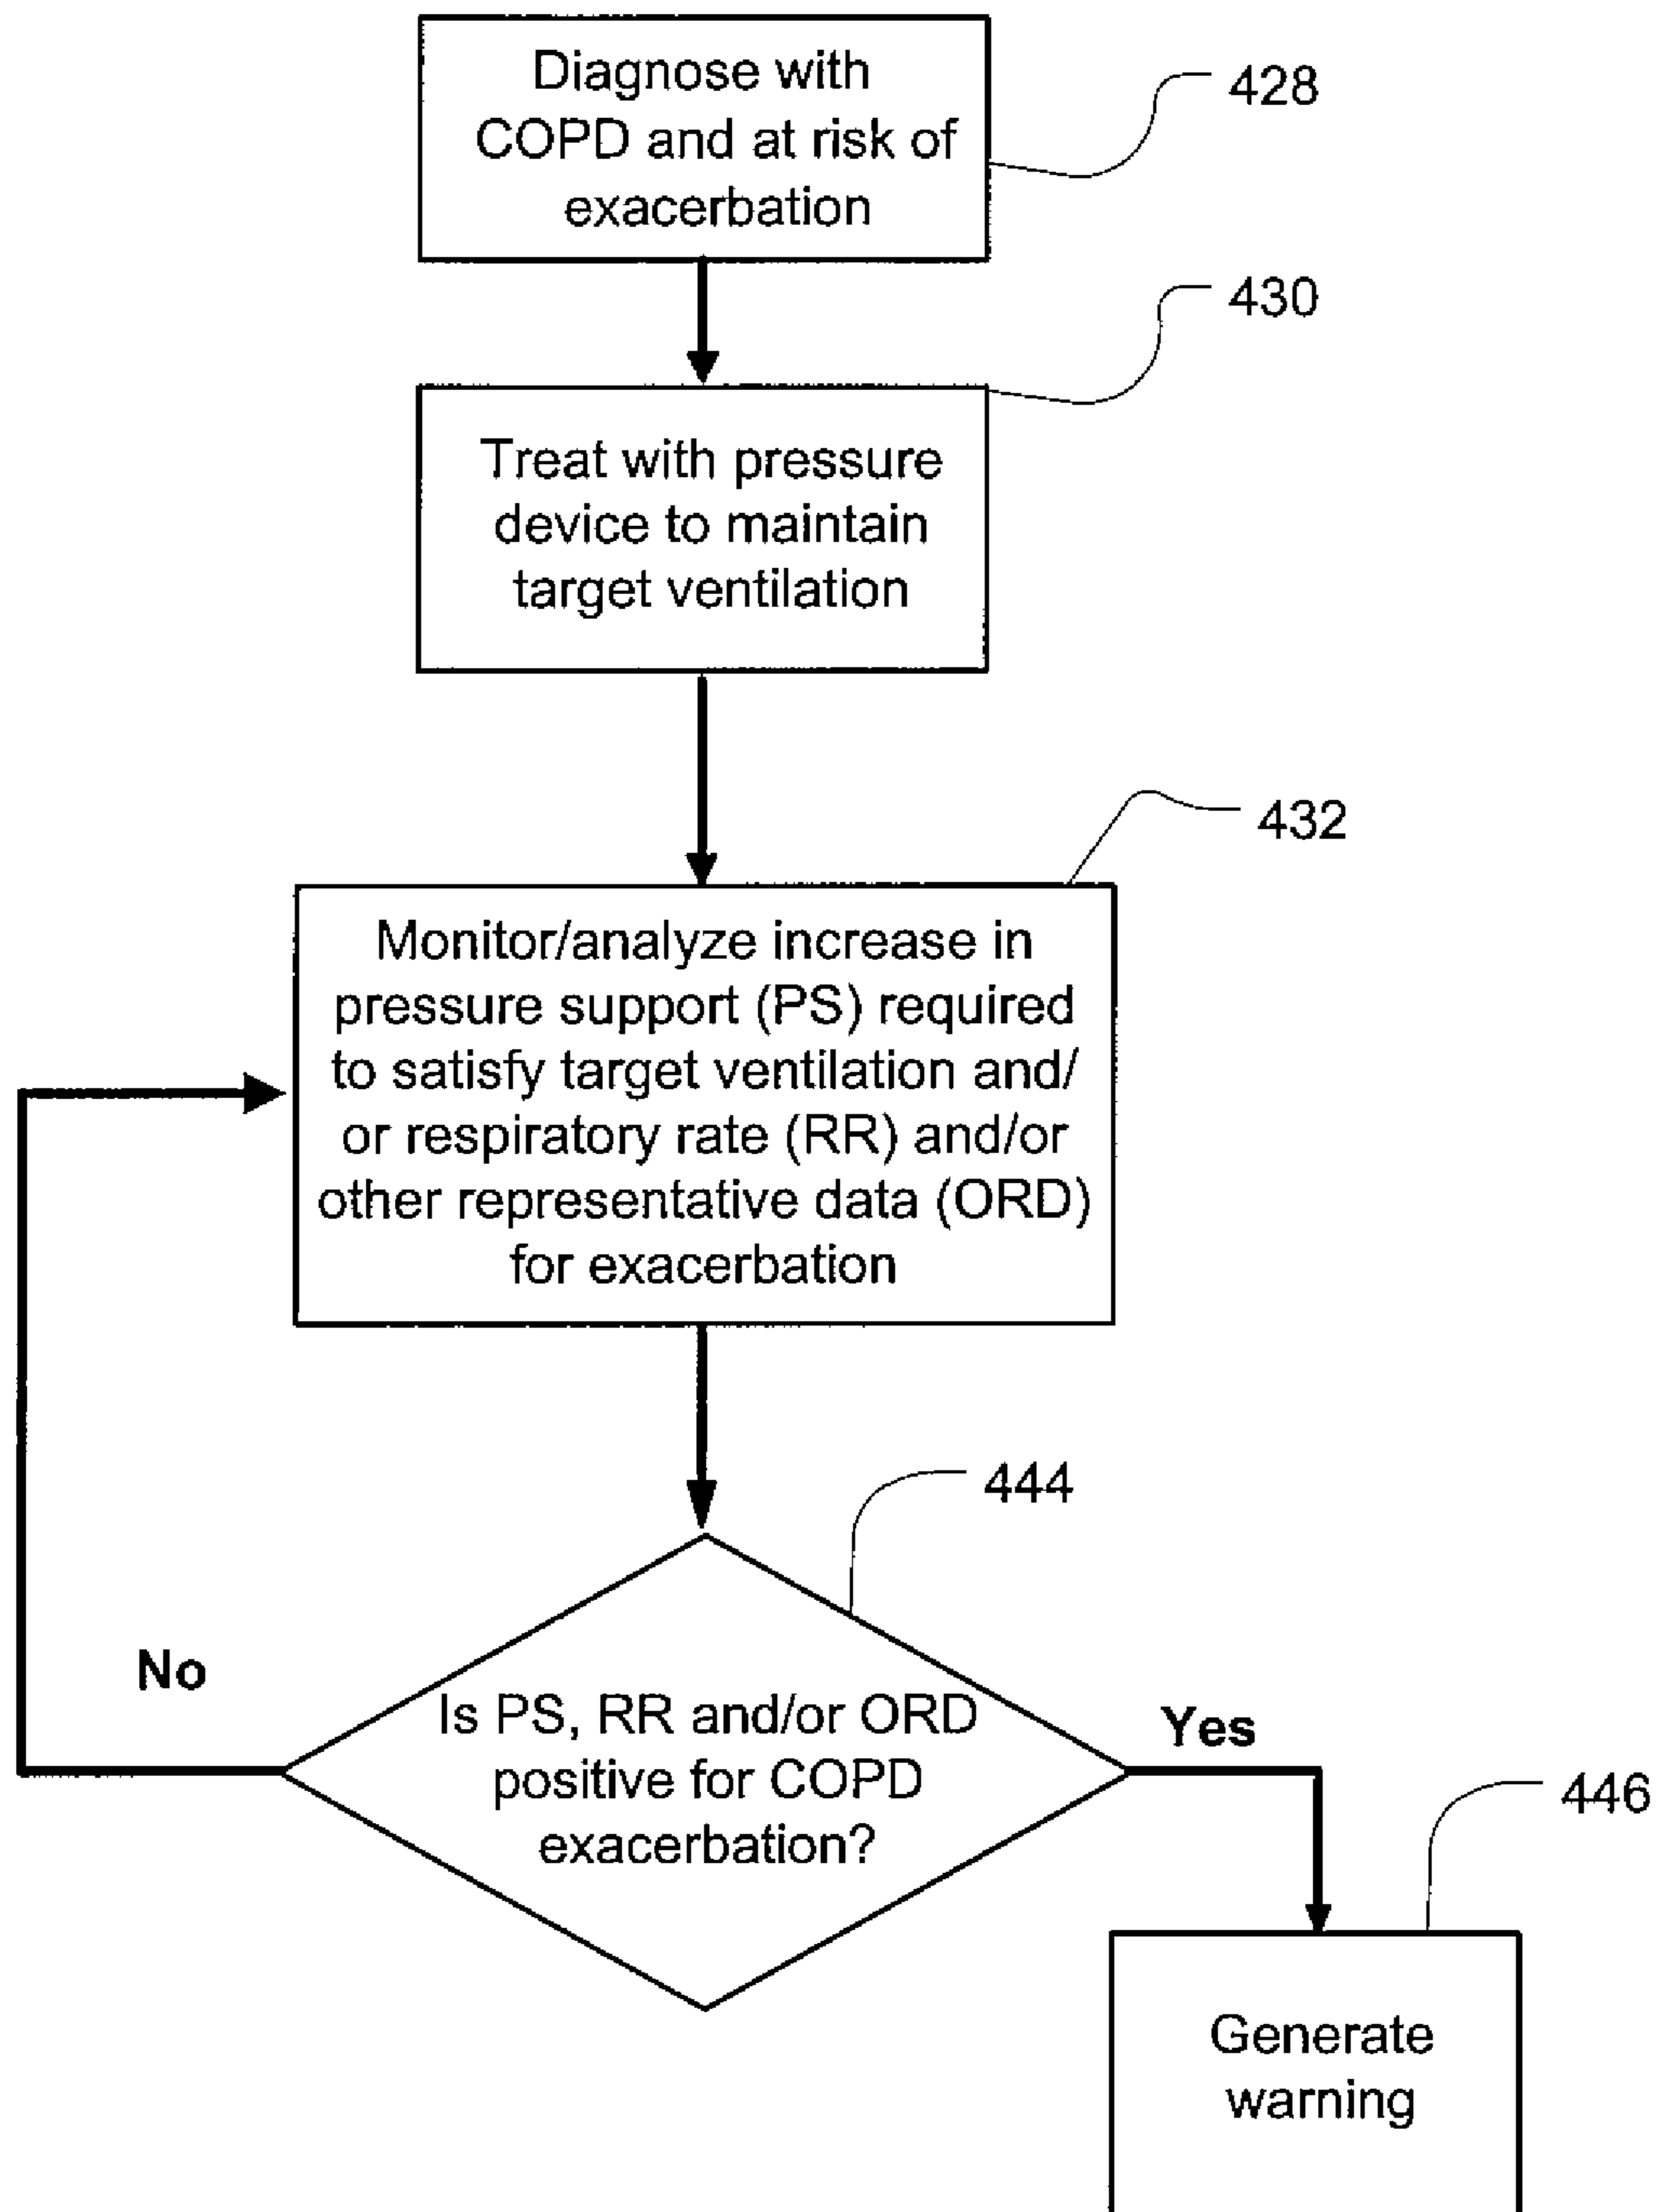 Diagnose with
COPD and at risk of
exacerbation
428
430
Treat with pressure
device to maintain
target ventilation
432
Monitor/analyze increase in
pressure support (PS) required
to satisfy target ventilation and/
or respiratory rate (RR) and/or
other representative data (ORD)
for exacerbation
444
No
Is PS, RR and/or ORD
positive for COPD
exacerbation?
Yes
446
Generate
warning